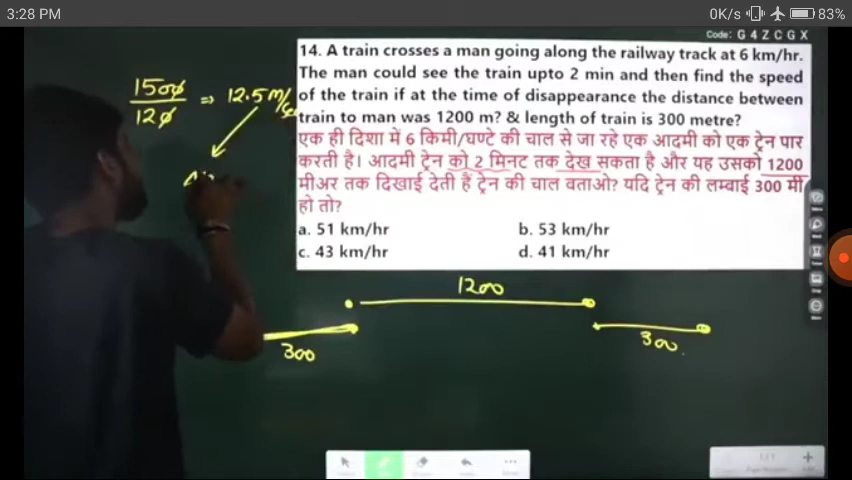 3:28 PM
0K/s 83%
Code: G 4 Z C G X
14. A train crosses a man going along the railway track at 6 km/hr.
The man could see the train upto 2 min and then find the speed
of the train if at the time of disappearance the distance between
train to man was 1200 m? & length of train is 300 metre?
एक ही दिशा में 6 किमी/घण्टे की चाल से जा रहे एक आदमी को एक ट्रेन पार
करती है। आदमी ट्रेन को 2 मिनट तक देख सकता है और यह उसको 1200
मीअर तक दिखाई देती हैं ट्रेन की चाल वताओ? यदि ट्रेन की लम्बाई 300 मी
हो तो?
a. 51 km/hr b. 53 km/hr
c. 43 km/hr d. 41 km/hr
1500
120 ⇒ 12.5 m/
1200
300
300